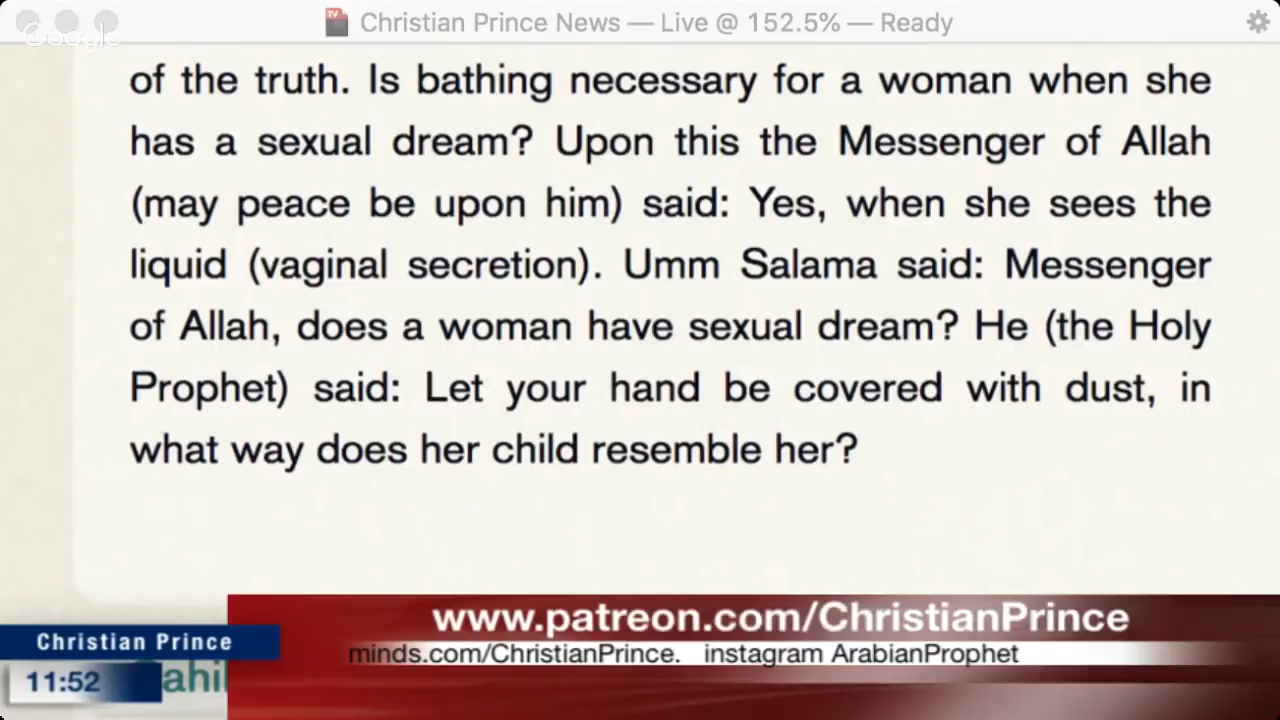 Christian Prince News — Live @ 152.5% — Ready
Google
of the truth. Is bathing necessary for a woman when she
has a sexual dream? Upon this the Messenger of Allah
(may peace be upon him) said: Yes, when she sees the
liquid (vaginal secretion). Umm Salama said: Messenger
of Allah, does a woman have sexual dream? He (the Holy
Prophet) said: Let your hand be covered with dust, in
what way does her child resemble her?
www.patreon.com/ChristianPrince
Christian Prince
minds.com/ChristianPrince. instagram ArabianProphet
11:52